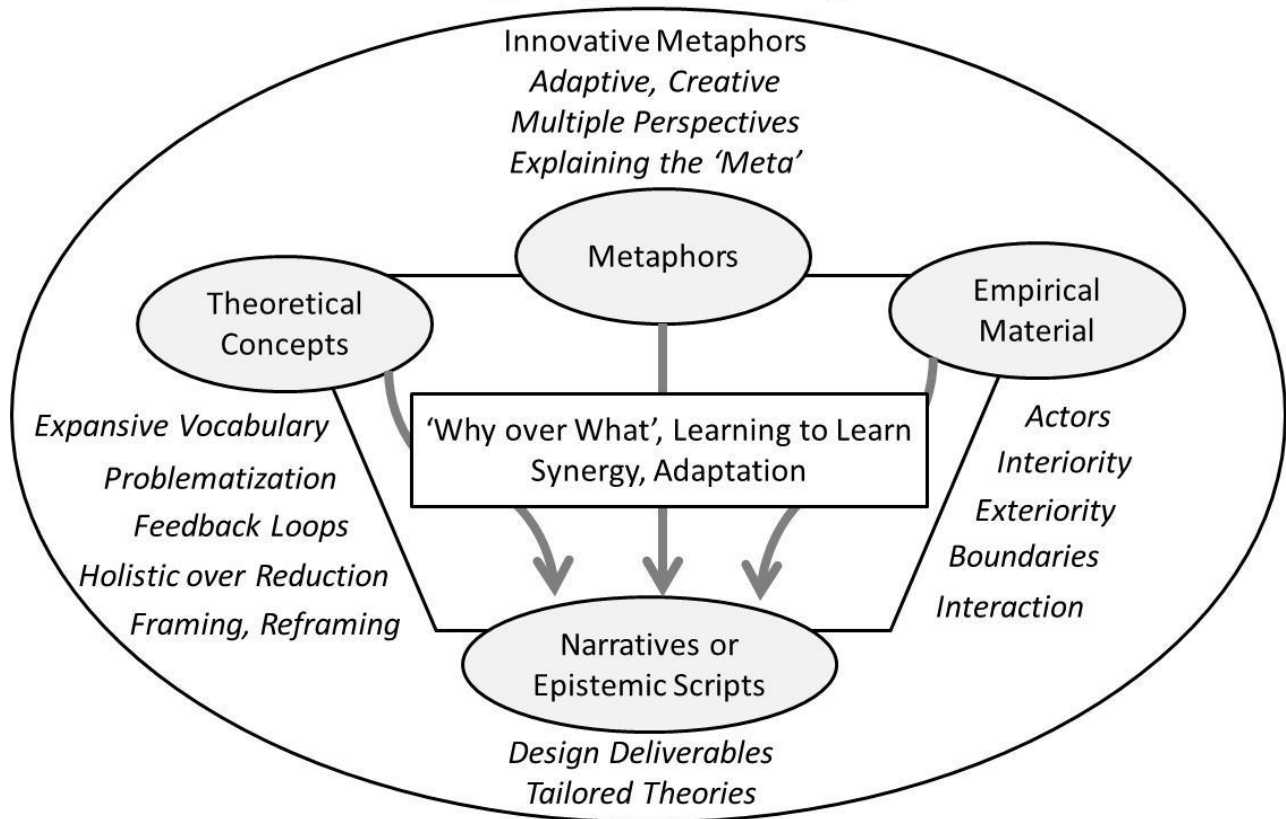 Innovative Metaphors
Adaptive, Creative
Multiple Perspectives
Explaining the ‘Meta’
Metaphors
Theoretical
Concepts
Empirical
Material
‘Why over What’, Learning to Learn
Synergy, Adaptation
Expansive Vocabulary
Problematization
Feedback Loops
Holistic over Reduction
Framing, Reframing
Actors
Interiority
Exteriority
Boundaries
Interaction
Narratives or
Epistemic Scripts
Design Deliverables
Tailored Theories